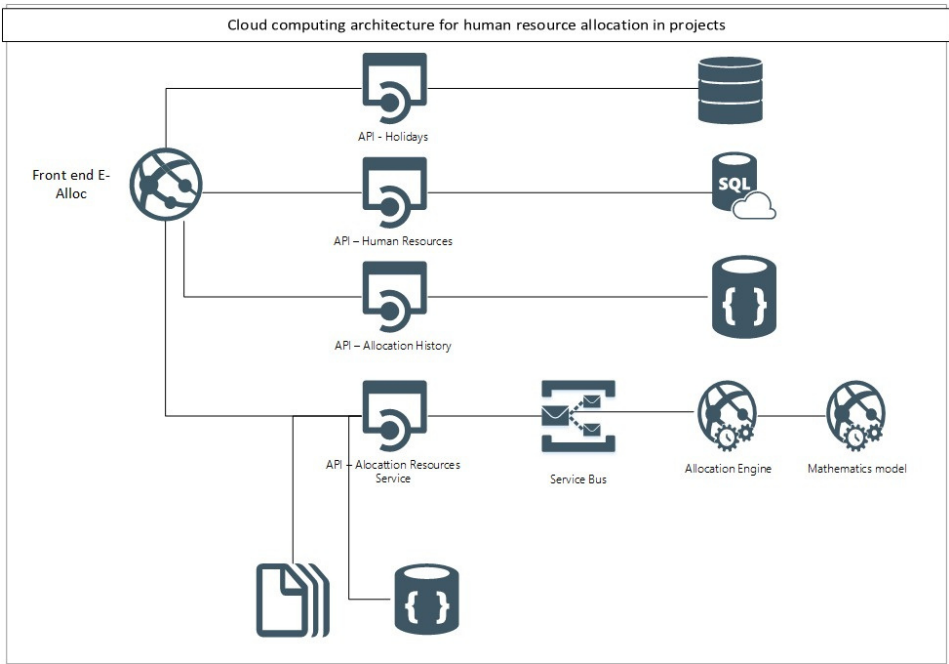 Cloud computing architecture for human resource allocation in projects
API - Holidays
Front end E-
Alloc
SQL
API – Human Resources
{ }
API – Allocation History
API – Alocattion Resources
Service
Service Bus
Allocation Engine
Mathematics model
{ }